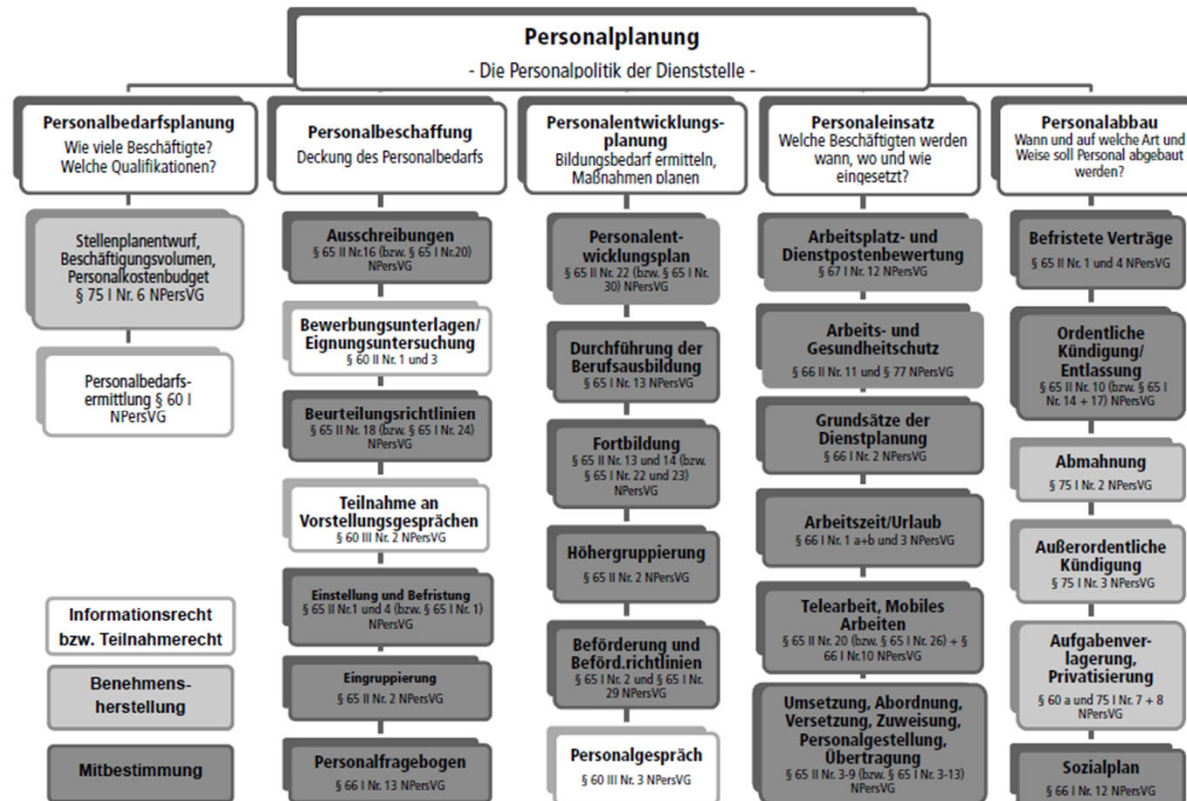 Personalplanung
- Die Personalpolitik der Dienststelle -
Personalbedarfsplanung
Wie viele Beschäftigte?
Welche Qualifikationen?
Stellenplanentwurf,
Beschäftigungsvolumen,
Personalkostenbudget
§ 75 I Nr. 6 NPersVG
Personalbedarfs-
ermittlung § 60 I
NPersVG
Informationsrecht
bzw. Teilnahmerecht
Benehmens-
herstellung
Mitbestimmung
Personalbeschaffung
Deckung des Personalbedarfs
Ausschreibungen
§ 65 II Nr.16 (bzw. § 65 I Nr.20)
NPersVG
Bewerbungsunterlagen/
Eignungsuntersuchung
§ 60 II Nr. 1 und 3
Beurteilungsrichtlinien
§ 65 II Nr. 18 (bzw. § 65 I Nr. 24)
NPersVG
Teilnahme an
Vorstellungsgesprächen
§ 60 III Nr. 2 NPersVG
Einstellung und Befristung
§ 65 II Nr.1 und 4 (bzw. § 65 I Nr. 1)
NPersVG
Eingruppierung
§ 65 II Nr. 2 NPersVG
Personalfragebogen
§ 66 I Nr. 13 NPersVG
Personalentwicklungs-
planung
Bildungsbedarf ermitteln,
Maßnahmen planen
Personalent-
wicklungsplan
§ 65 II Nr. 22 (bzw. § 65 I Nr.
30) NPersVG
Durchführung der
Berufsausbildung
§ 65 I Nr. 13 NPersVG
Fortbildung
§ 65 II Nr. 13 und 14 (bzw.
§ 65 I Nr. 22 und 23)
NPersVG
Höhergruppierung
§ 65 II Nr. 2 NPersVG
Beförderung und
Beförd.richtlinien
§ 65 I Nr. 2 und § 65 I Nr.
29 NPersVG
Personalgespräch
§ 60 III Nr. 3 NPersVG
Personaleinsatz
Welche Beschäftigten werden
wann, wo und wie
eingesetzt?
Arbeitsplatz- und
Dienstpostenbewertung
§ 67 I Nr. 12 NPersVG
Arbeits- und
Gesundheitschutz
§ 66 II Nr. 11 und § 77 NPersVG
Grundsätze der
Dienstplanung
§ 66 I Nr. 2 NPersVG
Arbeitszeit/Urlaub
§ 66 I Nr. 1 a+b und 3 NPersVG
Telearbeit, Mobiles
Arbeiten
§ 65 II Nr. 20 (bzw. § 65 I Nr. 26) + §
66 I Nr.10 NPersVG
Umsetzung, Abordnung,
Versetzung, Zuweisung,
Personalgestellung,
Übertragung
§ 65 II Nr. 3-9 (bzw. § 65 I Nr. 3-13)
NPersVG
Personalabbau
Wann und auf welche Art und
Weise soll Personal abgebaut
werden?
Befristete Verträge
§ 65 II Nr. 1 und 4 NPersVG
Ordentliche
Kündigung/
Entlassung
§ 65 II Nr. 10 (bzw. § 65 I
Nr. 14 + 17) NPersVG
Abmahnung
§ 75 I Nr. 2 NPersVG
Außerordentliche
Kündigung
§ 75 I Nr. 3 NPersVG
Aufgabenver-
lagerung,
Privatisierung
§ 60 a und 75 I Nr. 7 + 8
NPersVG
Sozialplan
§ 66 I Nr. 12 NPersVG